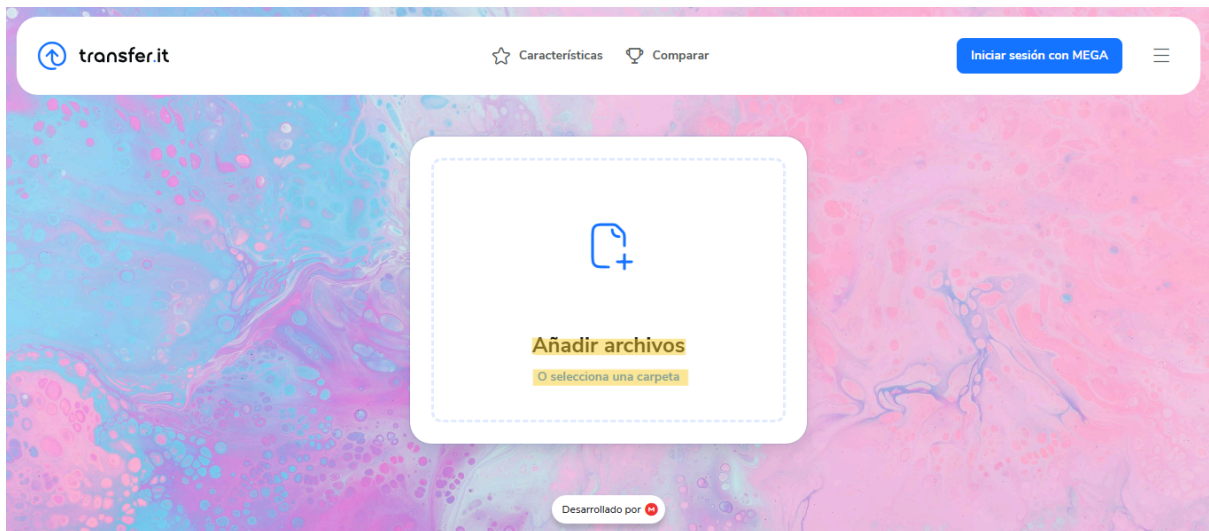 transfer.it
Características
Comparar
Iniciar sesión con MEGA
Añadir archivos
O selecciona una carpeta
Desarrollado por M